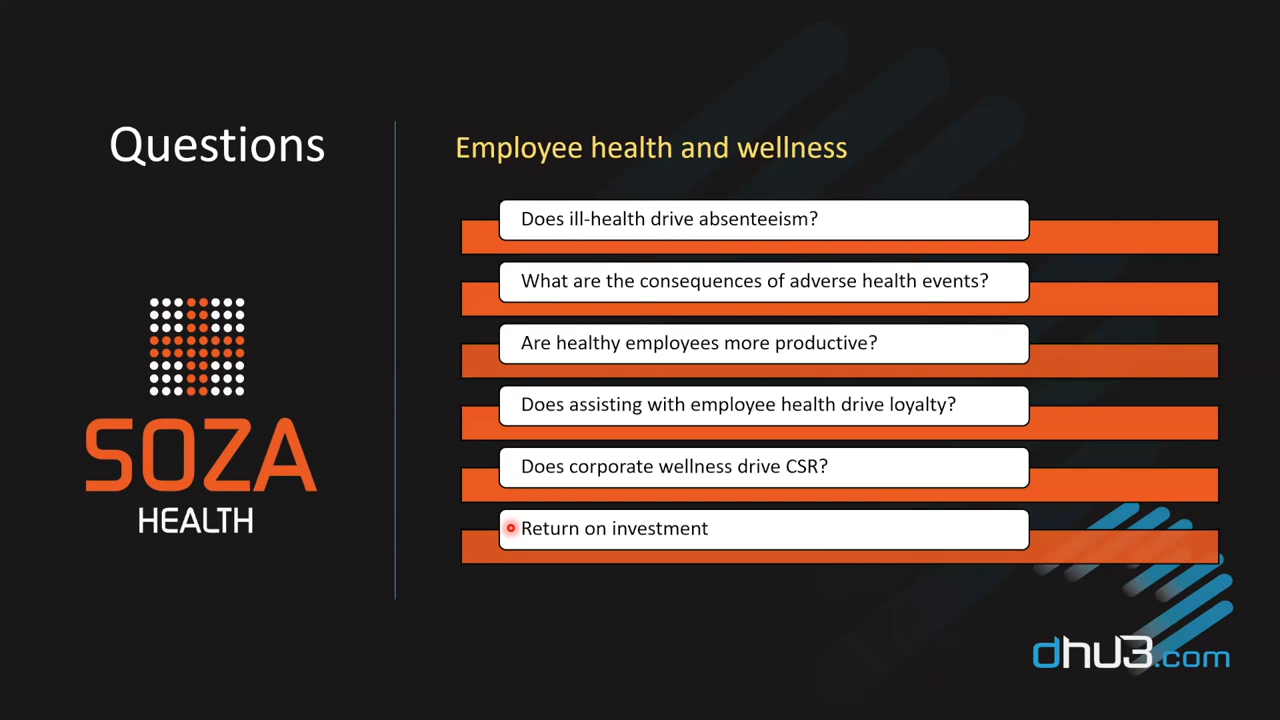 Questions
SOZA
HEALTH
Employee health and wellness
Does ill-health drive absenteeism?
What are the consequences of adverse health events?
Are healthy employees more productive?
Does assisting with employee health drive loyalty?
Does corporate wellness drive CSR?
Return on investment
dhu3.com